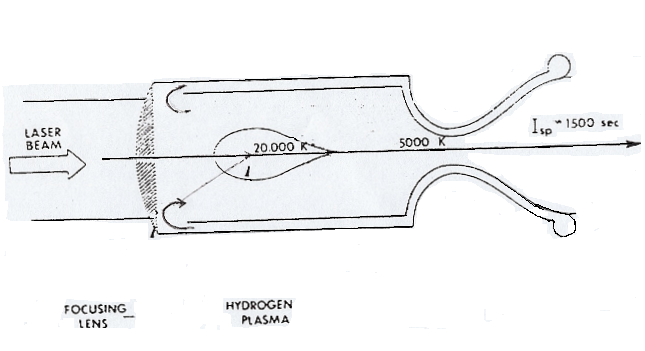 LASER
BEAM
20.000 K
5000 K
Isp ~ 1500 sec
FOCUSING
LENS
HYDROGEN
PLASMA